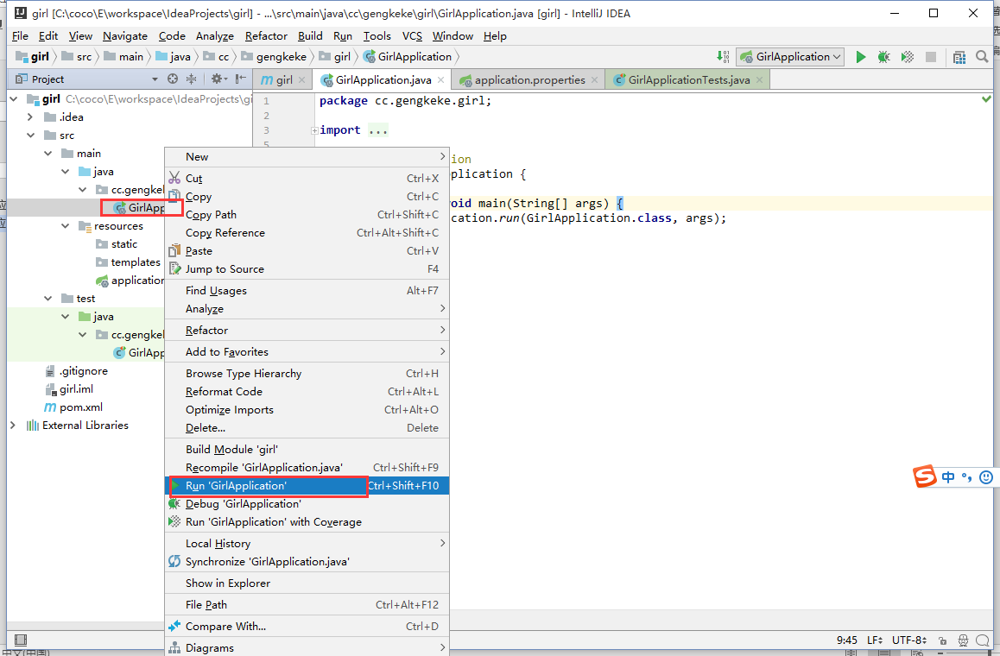 girl [C:\coco\E\workspace\IdeaProjects\girl] - ...\src\main\java\cc\gengkeke\girl\GirlApplication.java [girl] - IntelliJ IDEA
File Edit View Navigate Code Analyze Refactor Build Run Tools VCS Window Help
girl src main java cc gengkeke girl GirlApplication GirlApplication
Project
m girl GirlApplication.java application.properties GirlApplicationTests.java
girl C:\coco\E\workspace\IdeaProjects\gi
.idea
src
main
java
cc.gengkel
GirlApp
resources
static
templates
application
test
java
cc.gengkel
GirlApp
.gitignore
girl.iml
m pom.xml
External Libraries
1 package cc.gengkeke.girl;
2
3 import ...
5
ion
plication {
oid main(String[] args) {
cation.run(GirlApplication.class, args);
New
Cut Ctrl+X
Copy Ctrl+C
Copy Path Ctrl+Shift+C
Copy Reference Ctrl+Alt+Shift+C
Paste Ctrl+V
Jump to Source F4
Find Usages Alt+F7
Analyze
Refactor
Add to Favorites
Browse Type Hierarchy Ctrl+H
Reformat Code Ctrl+Alt+L
Optimize Imports Ctrl+Alt+O
Delete... Delete
Build Module 'girl'
Recompile 'GirlApplication.java' Ctrl+Shift+F9
Run 'GirlApplication' Ctrl+Shift+F10
Debug 'GirlApplication'
Run 'GirlApplication' with Coverage
Local History
Synchronize 'GirlApplication.java'
Show in Explorer
File Path Ctrl+Alt+F12
Compare With... Ctrl+D
Diagrams
S 中 °,
9:45 LF UTF-8